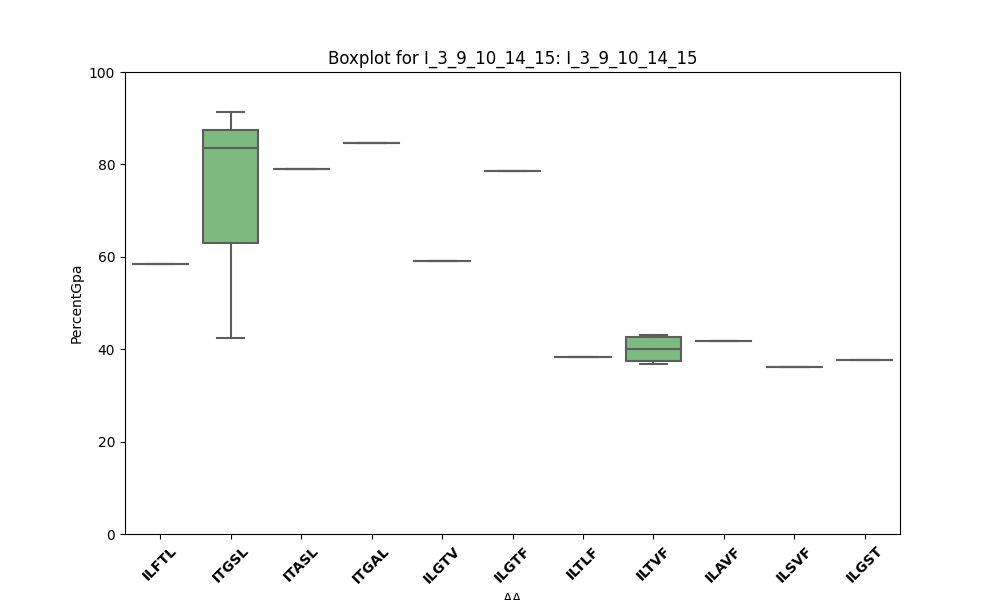 Boxplot for I_3_9_10_14_15: I_3_9_10_14_15
100
80
60
40
20
0
PercentGpa
ILFTL
ITGSL
ITASL
ITGAL
ILGTV
ILGTF
ILTLF
ILTVF
ILAVF
ILSVF
ILGST
AA